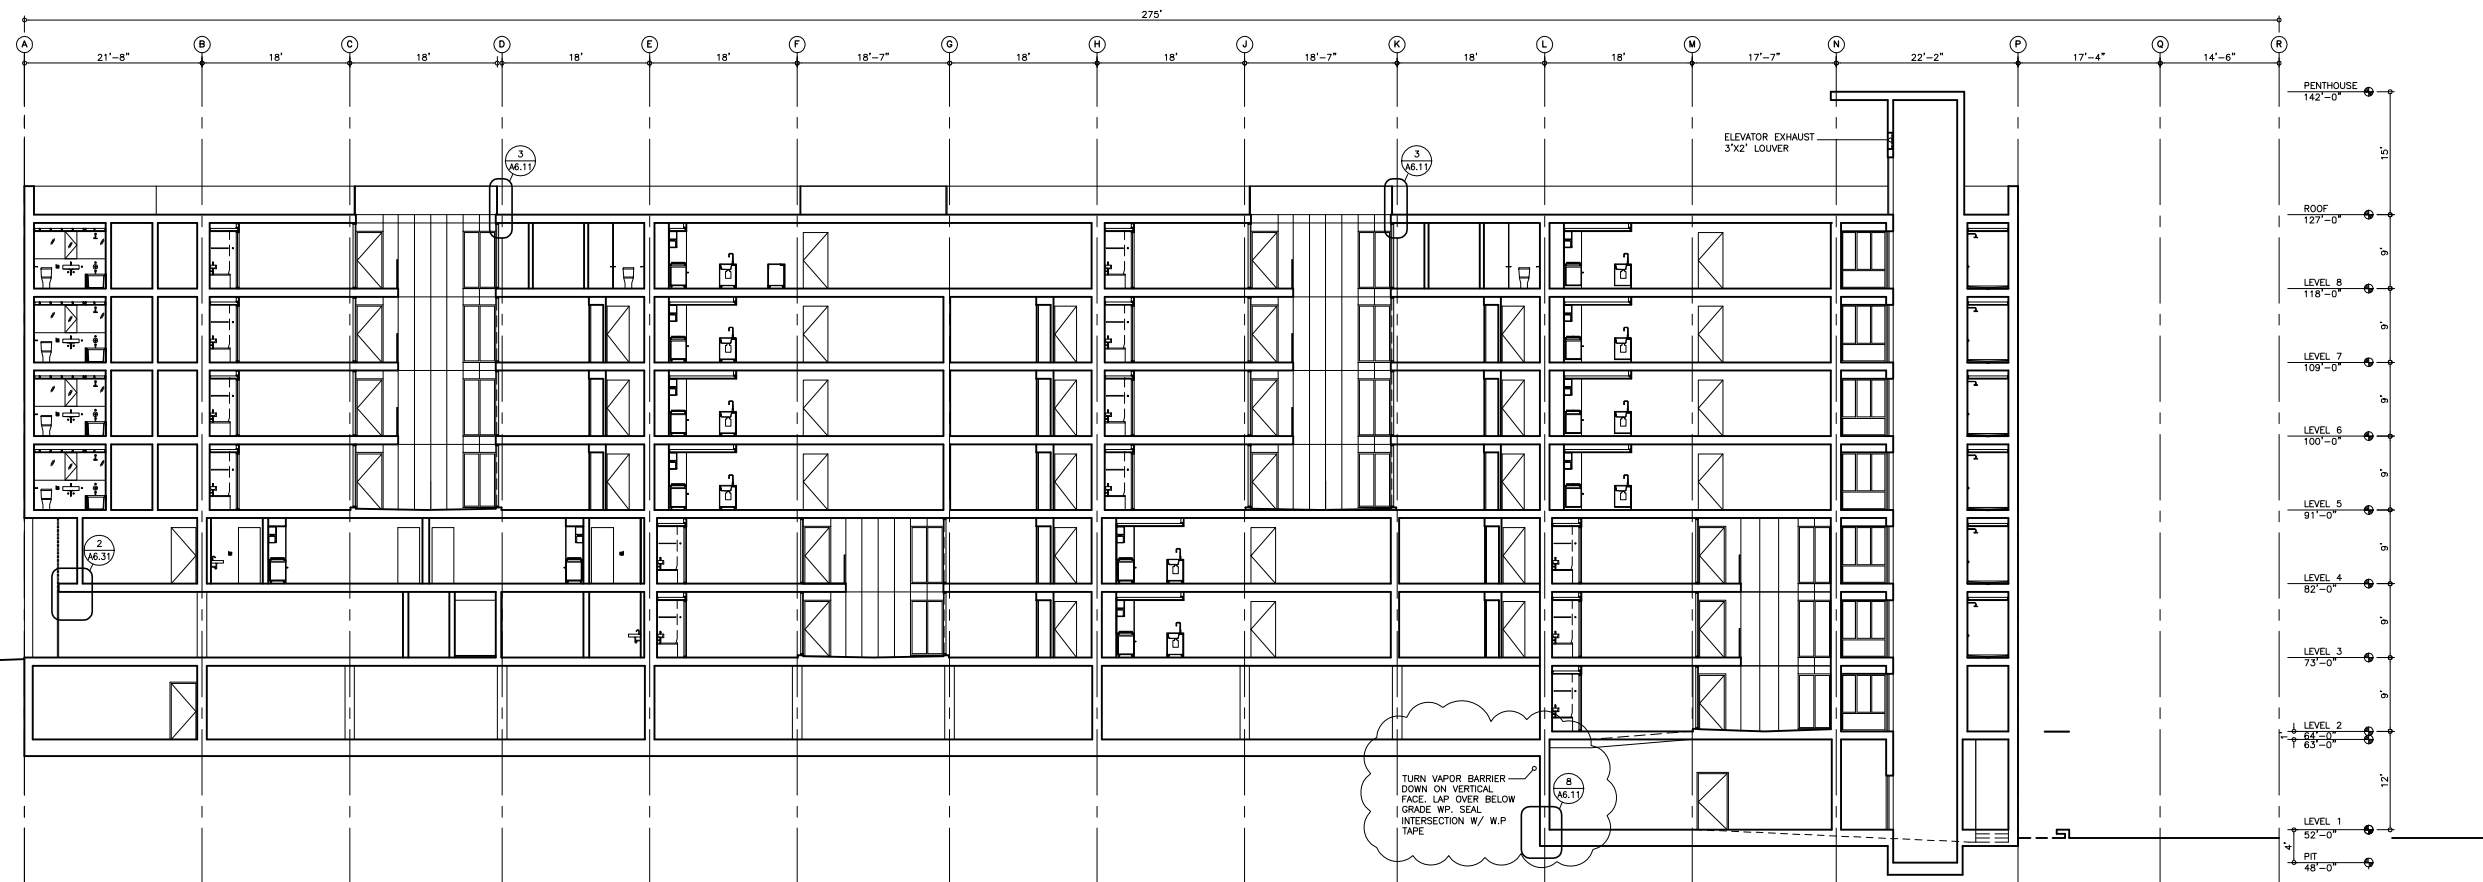 275'
A B C D E F G H J K L M N P Q R
21'-8" 18' 18' 18' 18' 18'-7" 18' 18' 18'-7" 18' 18' 17'-7" 22'-2" 17'-4" 14'-6"
PENTHOUSE
142'-0"
15'
ELEVATOR EXHAUST
3'X2' LOUVER
3
A6.11
3
A6.11
ROOF
127'-0"
9'
LEVEL 8
118'-0"
9'
LEVEL 7
109'-0"
9'
LEVEL 6
100'-0"
9'
LEVEL 5
91'-0"
9'
2
A6.31
LEVEL 4
82'-0"
9'
LEVEL 3
73'-0"
9'
LEVEL 2
64'-0"
1'
63'-0"
12'
TURN VAPOR BARRIER
DOWN ON VERTICAL
FACE. LAP OVER BELOW
GRADE WP. SEAL
INTERSECTION W/ W.P
TAPE
8
A6.11
LEVEL 1
52'-0"
4'
PIT
48'-0"